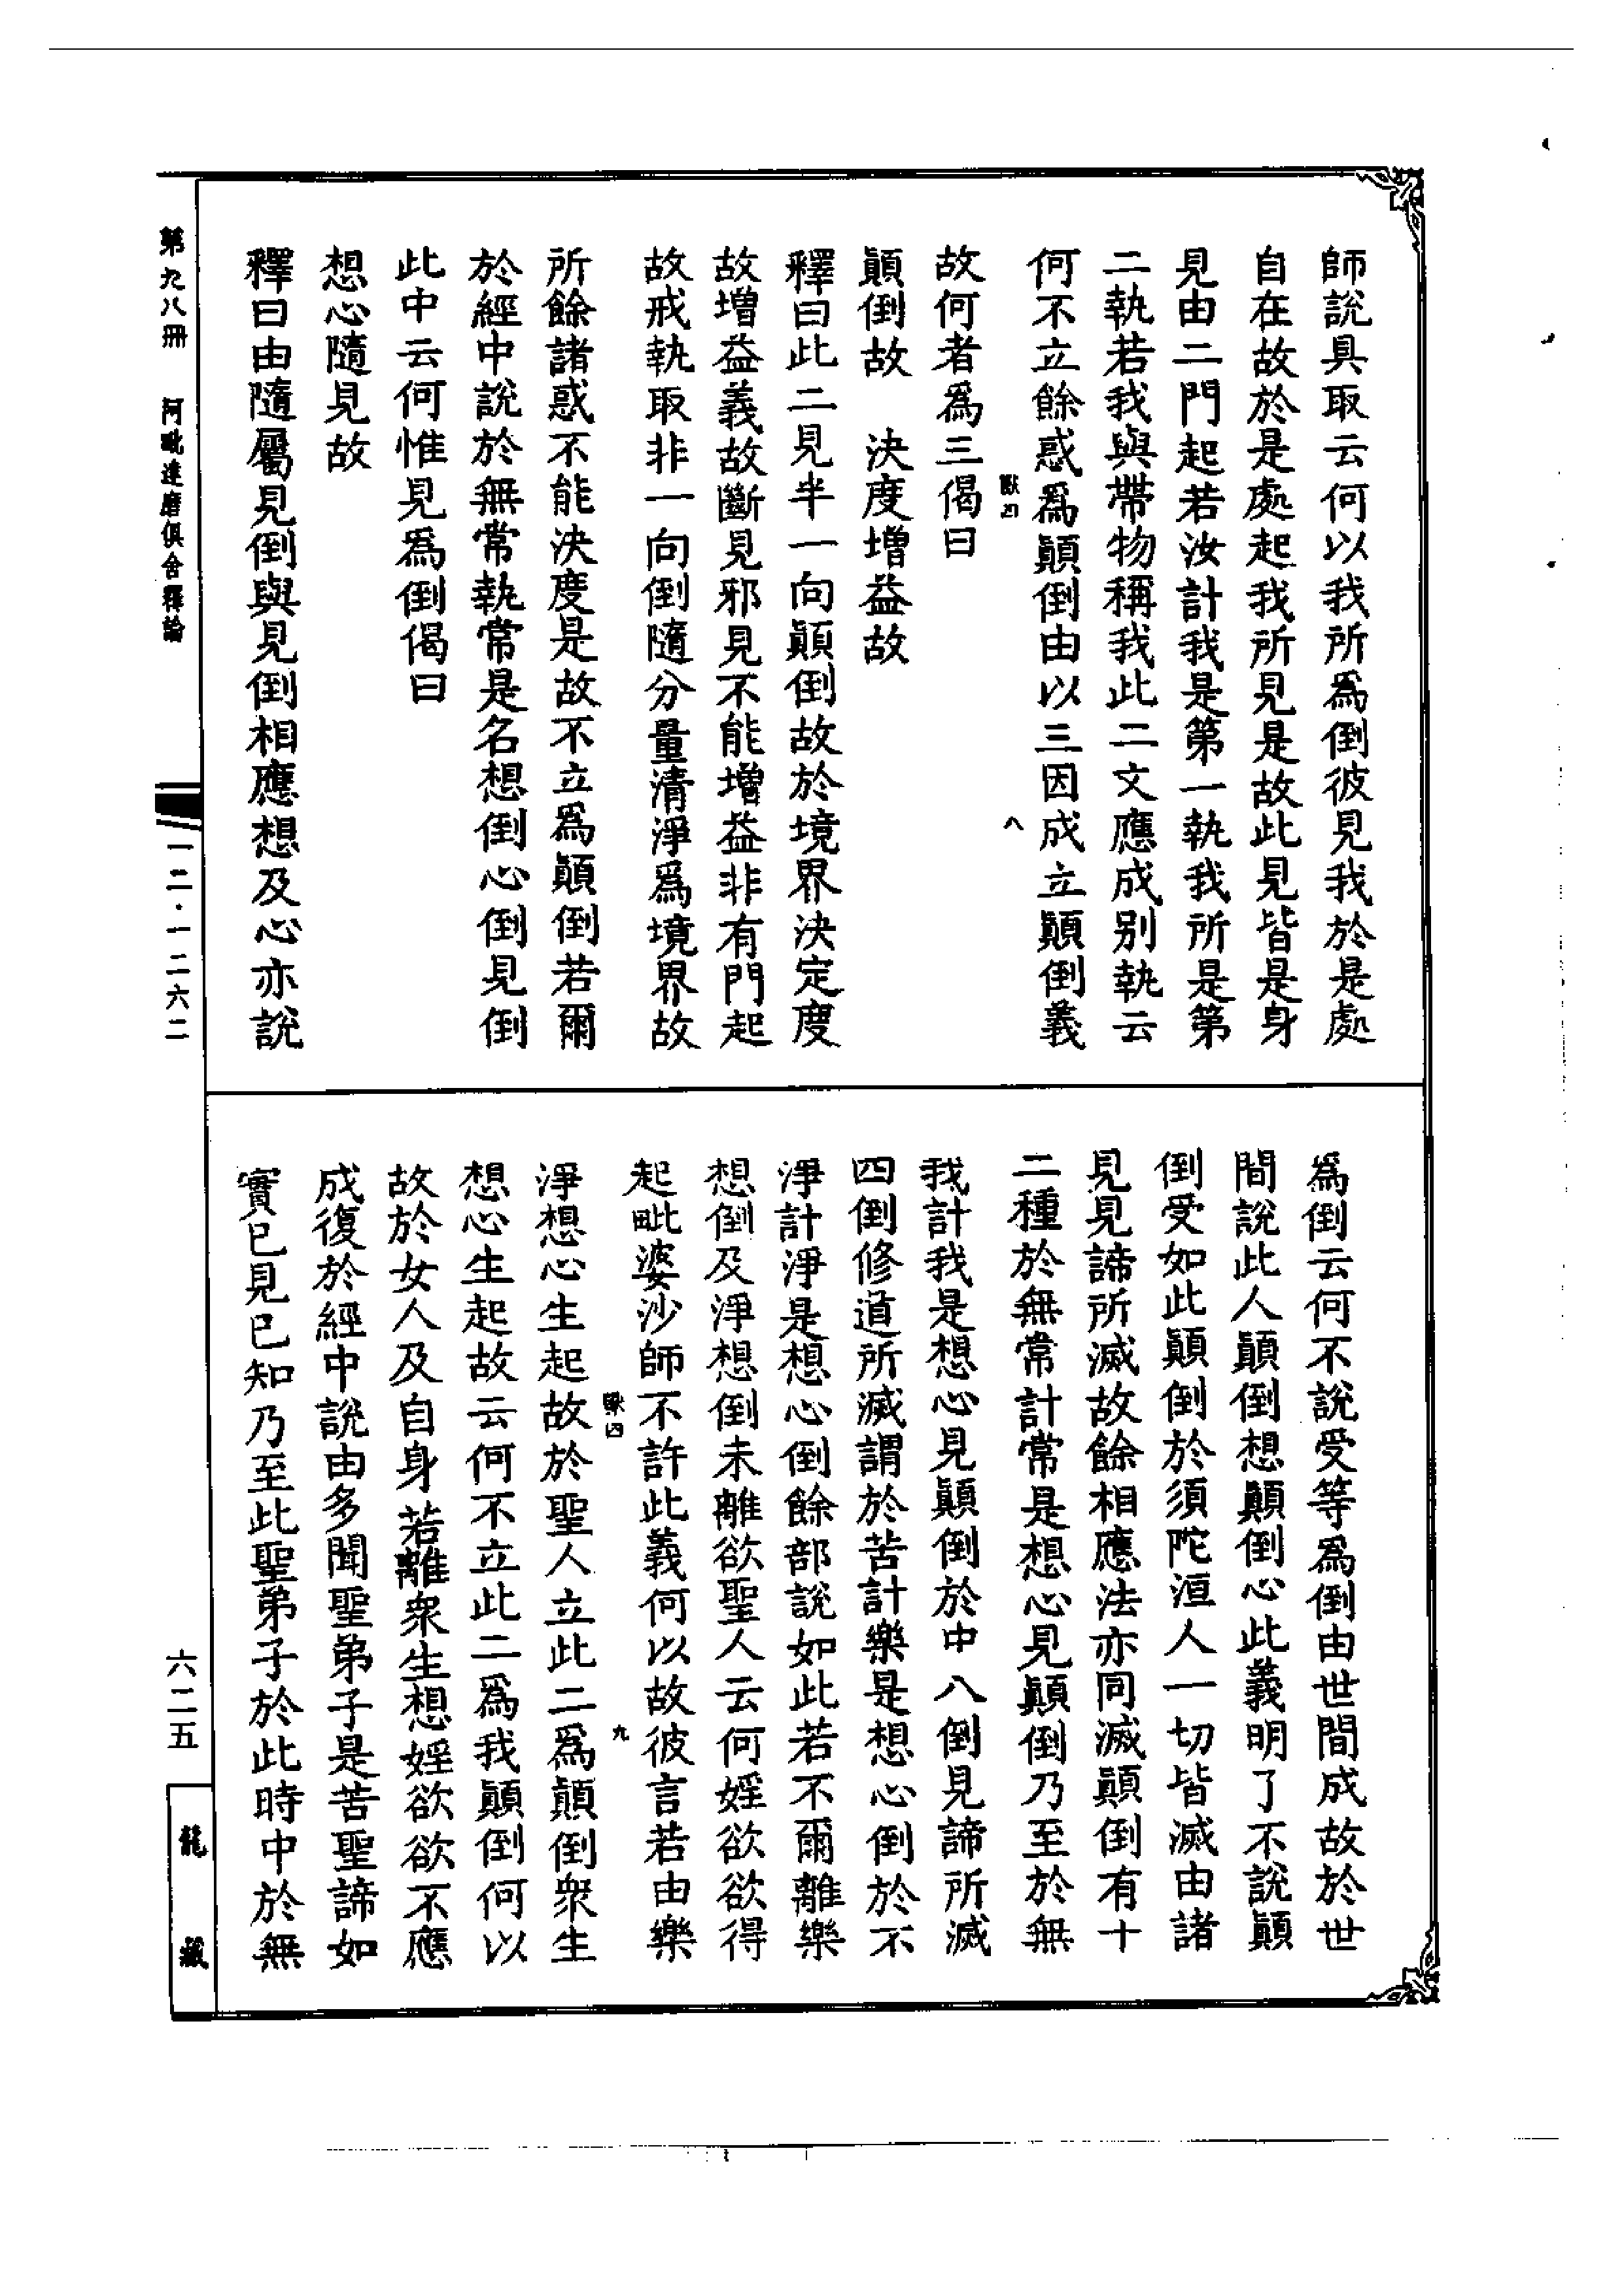 師說具取云何以我所為倒彼見我於是處
自在故於是處起我所見是故此見皆是身
見由二門起若汝計我是第一執我所是第
二執若我與帶物稱我此二文應成別執云
何不立餘惑為顛倒由以三因成立顛倒義
八
故何者為三偈曰
顛倒故　決度增益故
釋曰此二見半一向顛倒故於境界決定度
故增益義故斷見邪見不能增益非有門起
故戒執取非一向倒隨分量清淨為境界故
所餘諸惑不能決度是故不立為顛倒若爾
於經中說於無常執常是名想倒心倒見倒
此中云何惟見為倒偈曰
想心隨見故
釋曰由隨屬見倒與見倒相應想及心亦說
為倒云何不說受等為倒由世間成故於世
間說此人顛倒想顛倒心此義明了不說顛
倒受如此顛倒於須陀洹人一切皆滅由諸
見見諦所滅故餘相應法亦同滅顛倒有十
二種於無常計常是想心見顛倒乃至於無
我計我是想心見顛倒於中八倒見諦所滅
四倒修道所滅謂於苦計樂是想心倒於不
淨計淨是想心倒餘部說如此若不爾離樂
想倒及淨想倒未離欲聖人云何婬欲欲得
起毗婆沙師不許此義何以故彼言若由樂
九
淨想心生起故於聖人立此二為顛倒眾生
想心生起故云何不立此二為我顛倒何以
故於女人及自身若離眾生想婬欲欲不應
成復於經中說由多聞聖弟子是苦聖諦如
實已見已知乃至此聖弟子於此時中於無
第九八冊　阿毗達磨俱舍釋論
一二·一二六二
六二五
龍藏